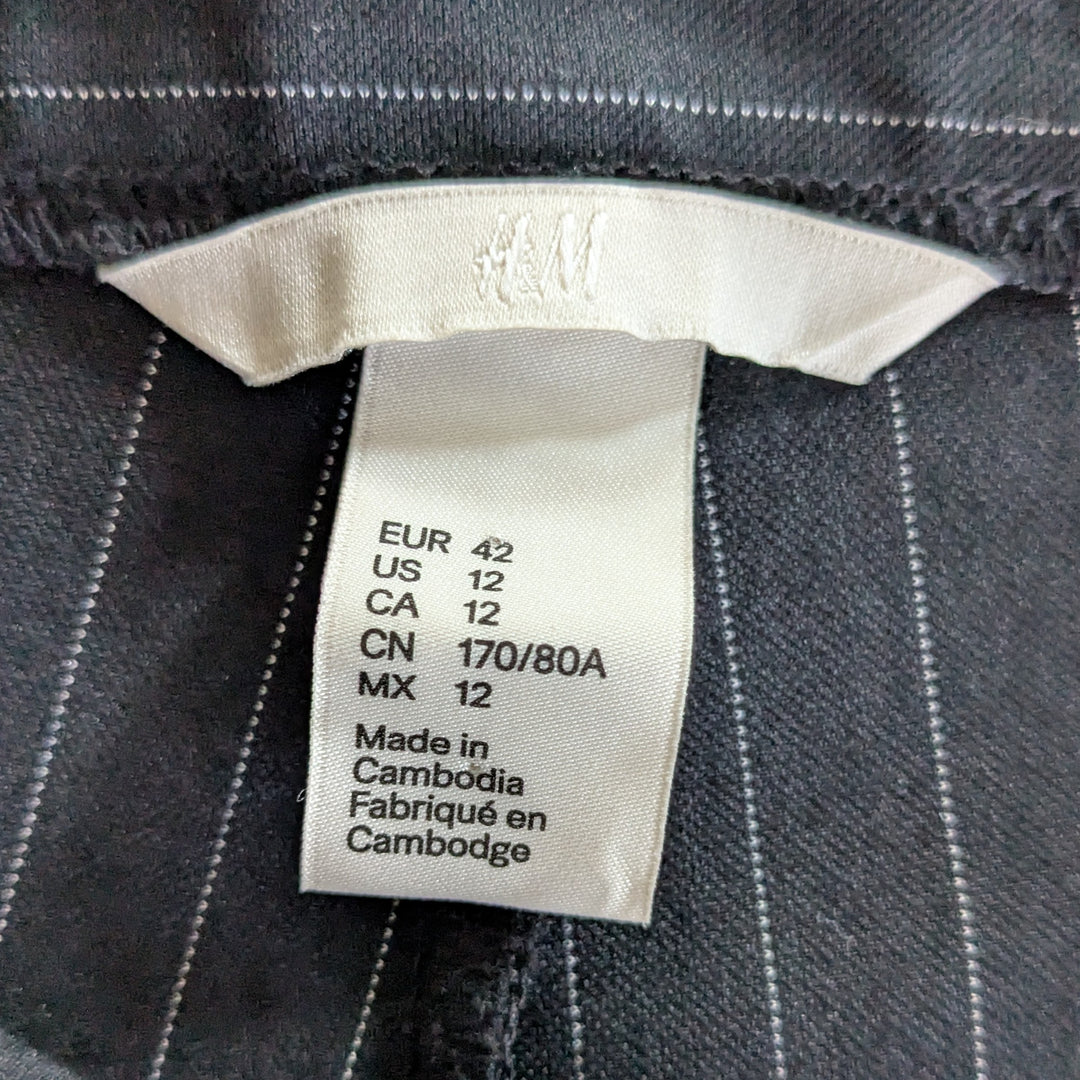 H&M
EUR 42
US 12
CA 12
CN 170/80A
MX 12
Made in
Cambodia
Fabriqué en
Cambodge